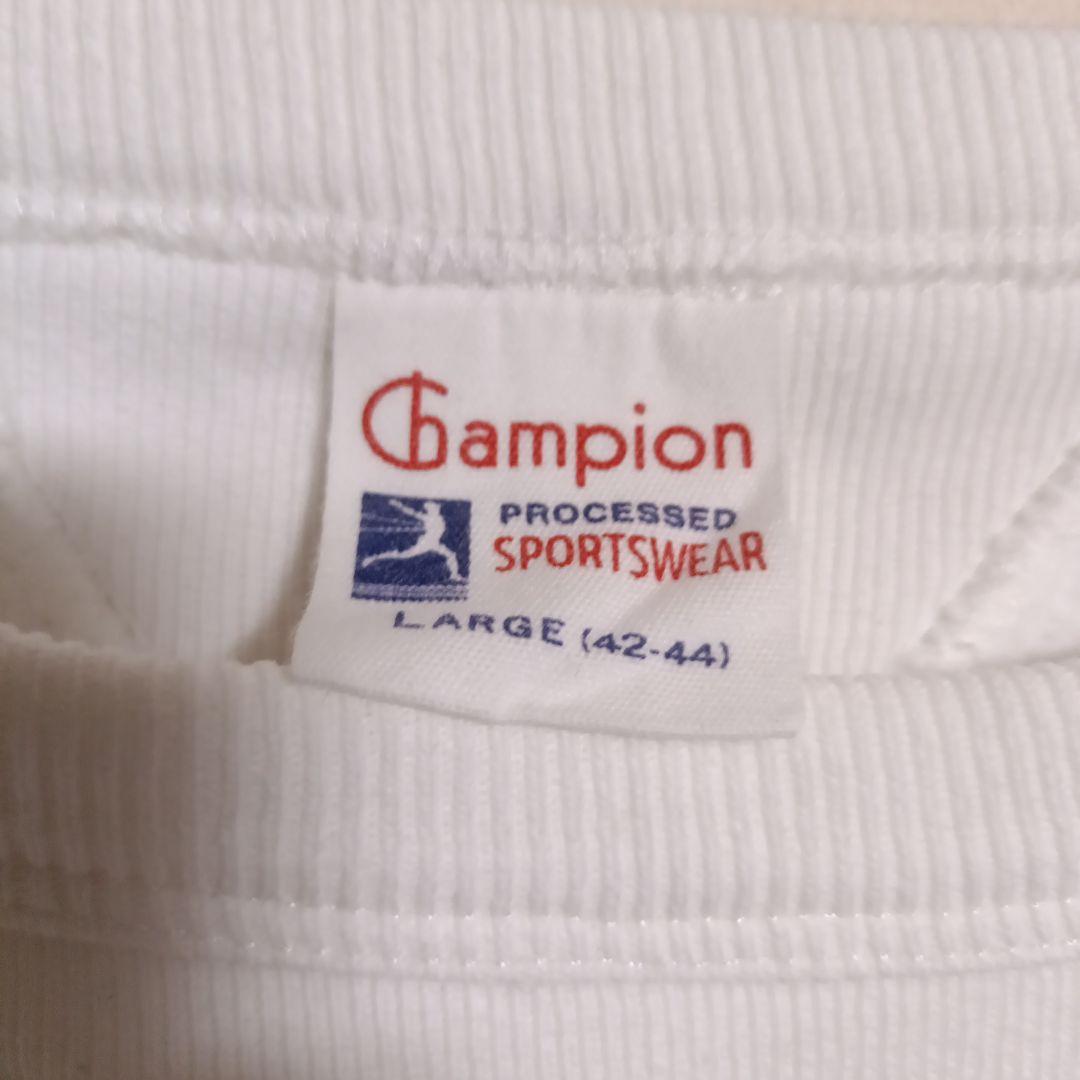 Champion
PROCESSED
SPORTSWEAR
LARGE (42-44)